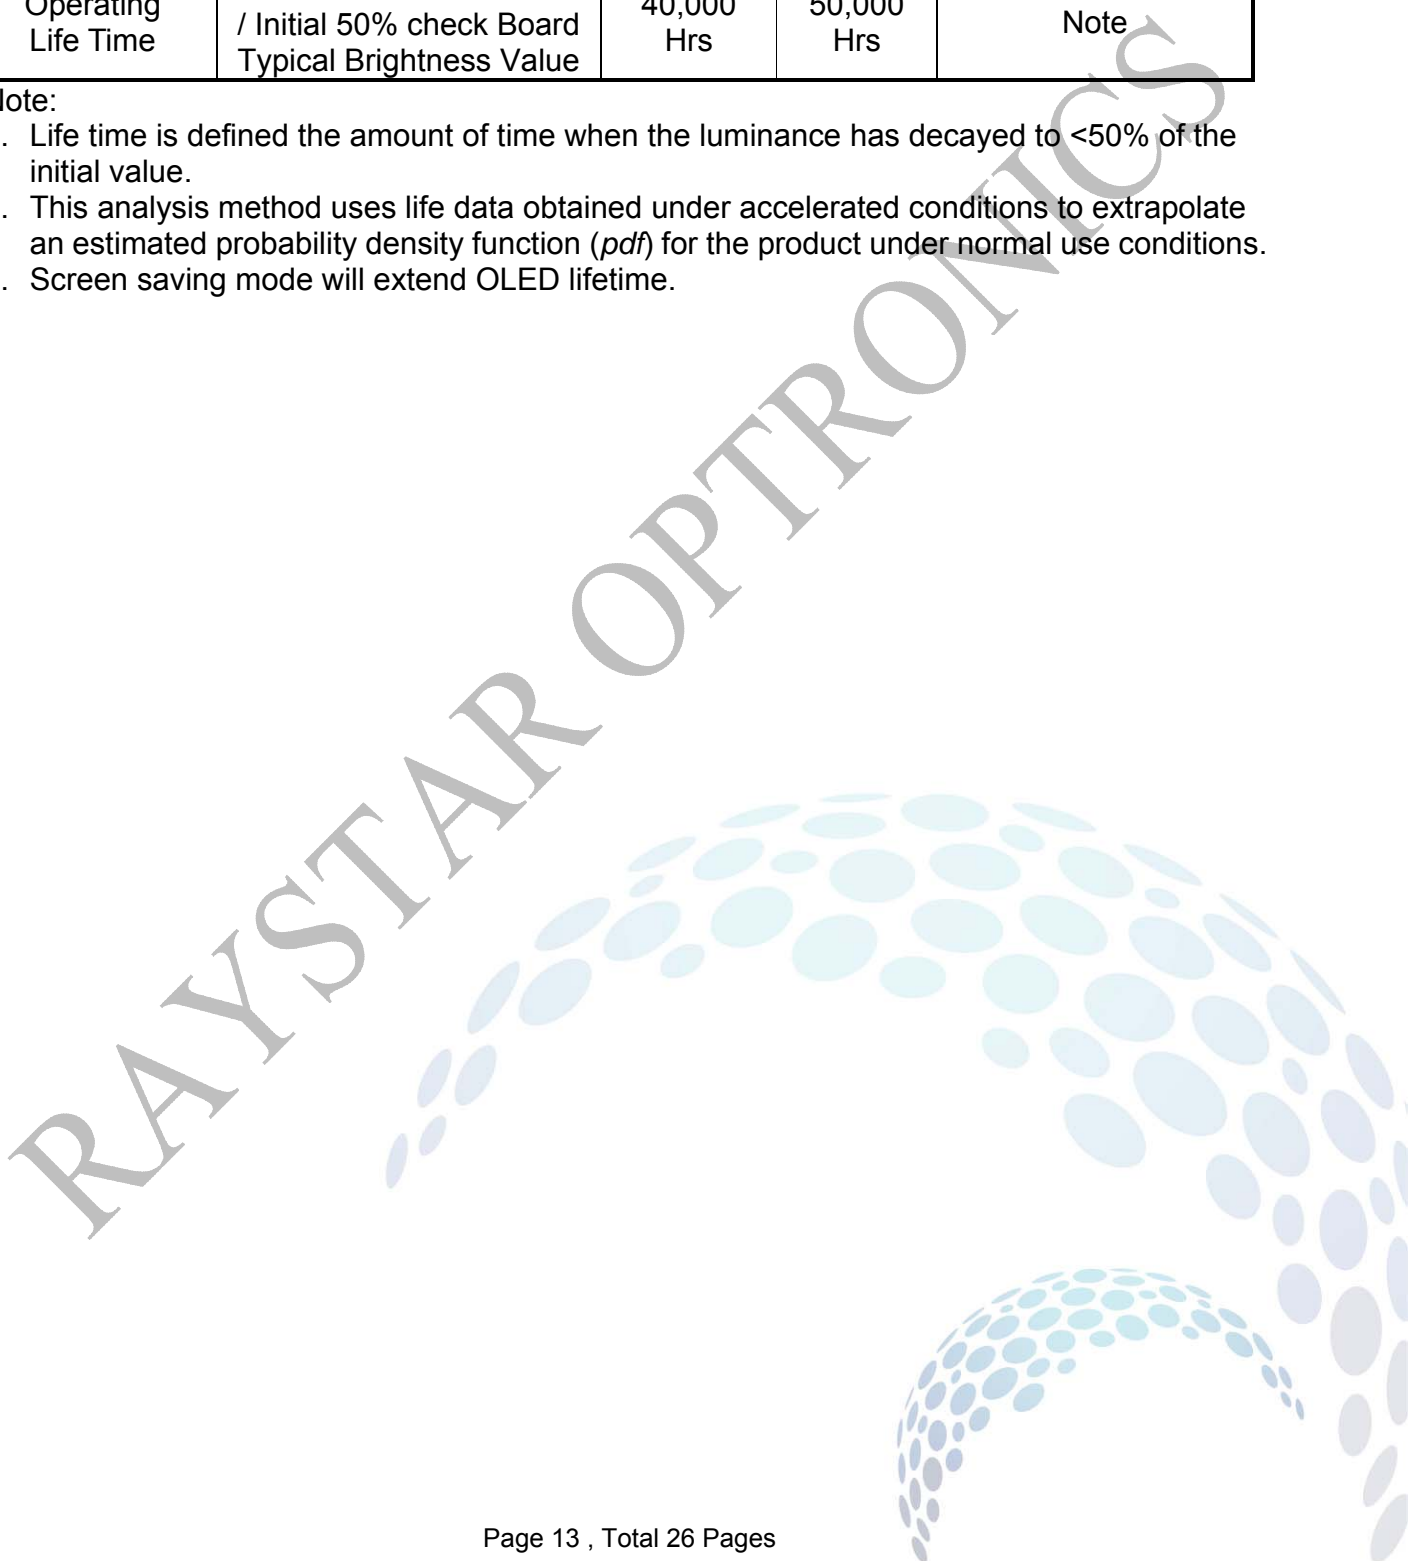 Operating
Life Time
/ Initial 50% check Board
Typical Brightness Value
40,000
Hrs
50,000
Hrs
Note
Note:
. Life time is defined the amount of time when the luminance has decayed to <50% of the
initial value.
. This analysis method uses life data obtained under accelerated conditions to extrapolate
an estimated probability density function (pdf) for the product under normal use conditions.
. Screen saving mode will extend OLED lifetime.
RAYSTAR OPTRONICS
Page 13 , Total 26 Pages